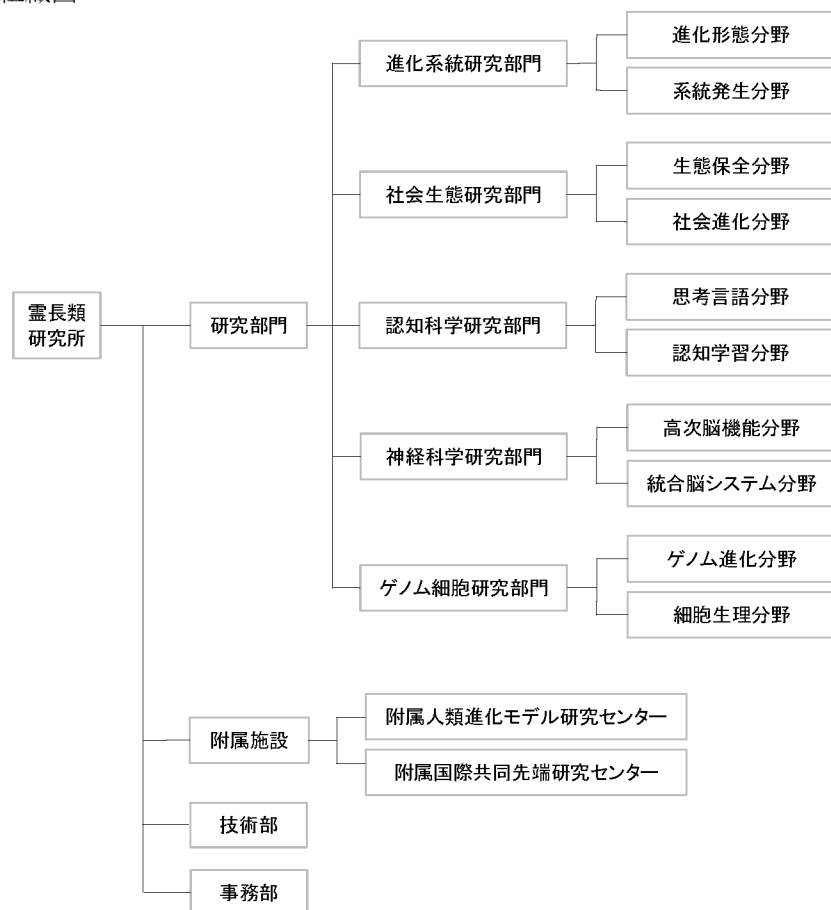 組織図
進化系統研究部門
進化形態分野
系統発生分野
社会生態研究部門
生態保全分野
社会進化分野
霊長類
研究所
研究部門
認知科学研究部門
思考言語分野
認知学習分野
神経科学研究部門
高次脳機能分野
統合脳システム分野
ゲノム細胞研究部門
ゲノム進化分野
細胞生理分野
附属施設
附属人類進化モデル研究センター
附属国際共同先端研究センター
技術部
事務部